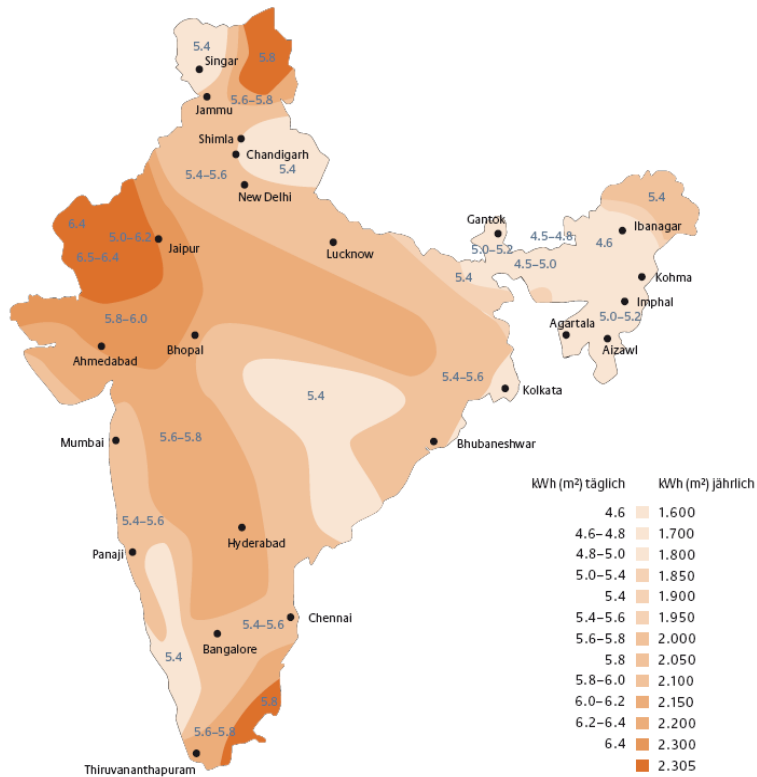 5.4
Singar
5.8
5.6–5.8
Jammu
Shimla
Chandigarh
5.4
5.4–5.6
New Delhi
5.4
Gantok
Ibanagar
6.4
5.0–6.2
4.5–4.8
4.6
Jaipur
Lucknow
5.0–5.2
6.5–6.4
4.5–5.0
5.4
Kohma
Imphal
5.8–6.0
5.0–5.2
Agartala
Bhopal
Aizawl
Ahmedabad
5.4–5.6
5.4
Kolkata
5.6–5.8
Mumbai
Bhubaneshwar
kWh (m²) täglich kWh (m²) jährlich
4.6 1.600
4.6–4.8 1.700
4.8–5.0 1.800
5.0–5.4 1.850
5.4 1.900
5.4–5.6 1.950
5.6–5.8 2.000
5.8 2.050
5.8–6.0 2.100
6.0–6.2 2.150
6.2–6.4 2.200
6.4 2.300
2.305
5.4–5.6
Hyderabad
Panaji
Chennai
5.4–5.6
Bangalore
5.4
5.8
5.6–5.8
Thiruvananthapuram